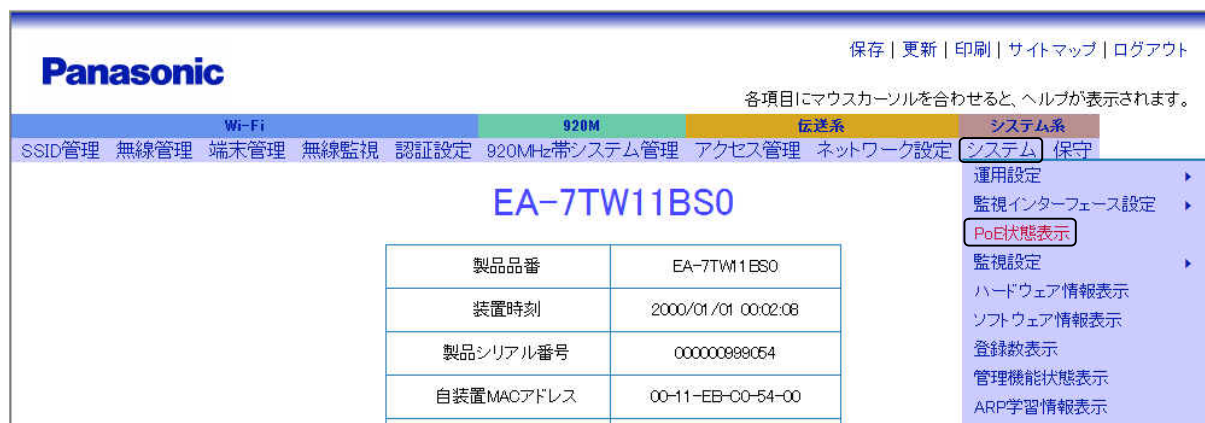 保存 | 更新 | 印刷 | サイトマップ | ログアウト
Panasonic
各項目にマウスカーソルを合わせると、ヘルプが表示されます。
Wi-Fi 920M 伝送系 システム系
SSID管理 無線管理 端末管理 無線監視 認証設定 920MHz帯システム管理 アクセス管理 ネットワーク設定 システム 保守
運用設定
監視インターフェース設定
PoE状態表示
監視設定
ハードウェア情報表示
ソフトウェア情報表示
登録数表示
管理機能状態表示
ARP学習情報表示
EA-7TW11BS0
製品品番 EA-7TW11BS0
装置時刻 2000/01/01 00:02:08
製品シリアル番号 000000999054
自装置MACアドレス 00-11-EB-C0-54-00